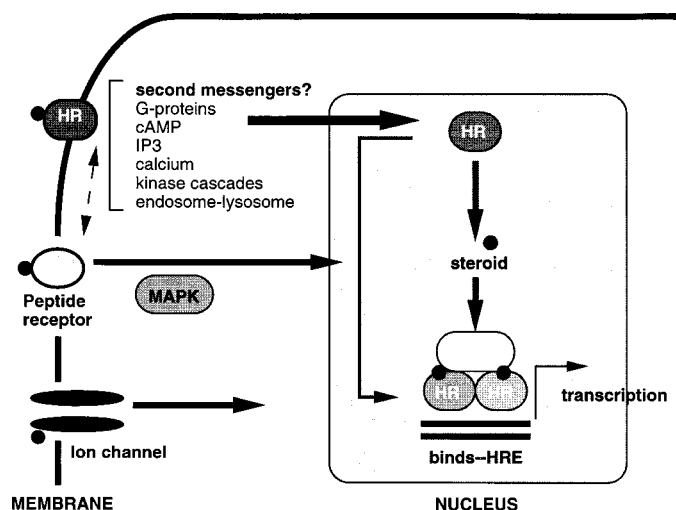 second messengers?
G-proteins
cAMP
IP3
calcium
kinase cascades
endosome-lysosome
HR
HR
steroid
Peptide
receptor
MAPK
HR
HR
transcription
Ion channel
binds--HRE
MEMBRANE
NUCLEUS